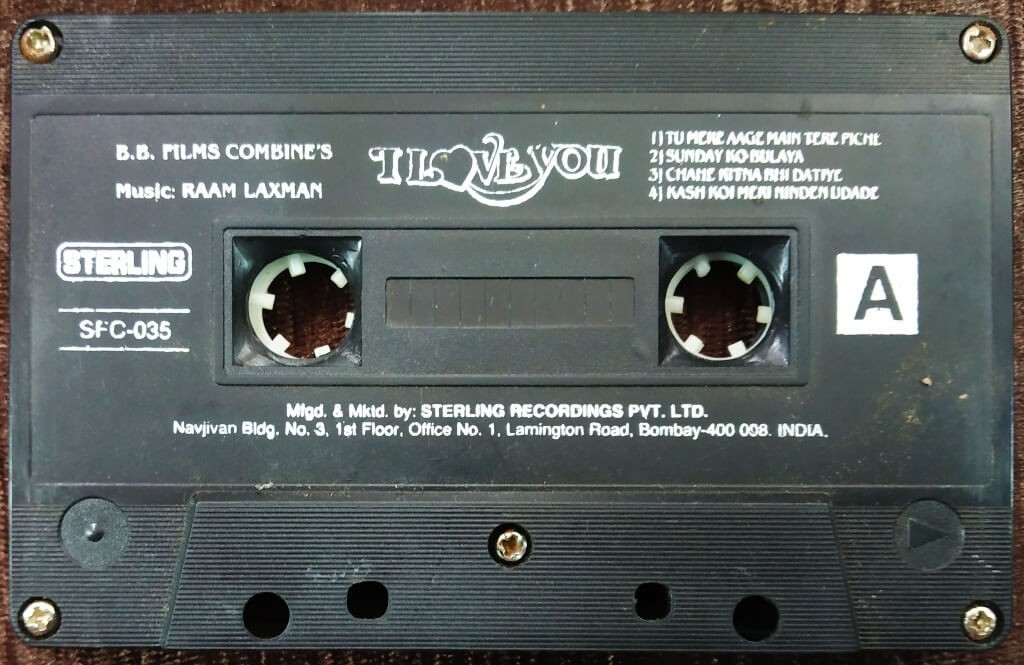 B.B. FILMS COMBINE'S
Music: RAAM LAXMAN
I LOVE YOU
1) TU MERE AAGE MAIN TERE PICHE
2) SUNDAY KO BULAYA
3) CHAHE KITNA BHI DATIYE
4) KASH KOI MERI NINDEN UDADE
STERLING
SFC-035
A
Mfgd. & Mktd. by: STERLING RECORDINGS PVT. LTD.
Navjivan Bldg. No. 3, 1st Floor, Office No. 1, Lamington Road, Bombay-400 008. INDIA.